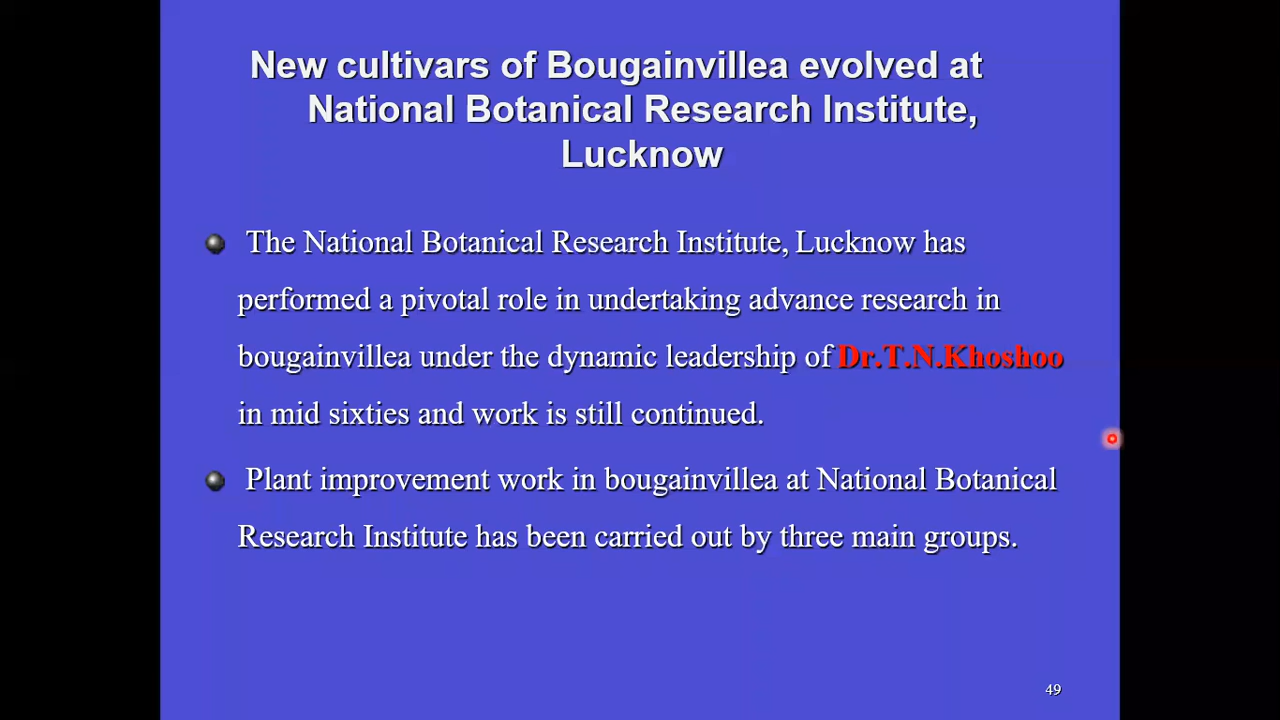 New cultivars of Bougainvillea evolved at
National Botanical Research Institute,
Lucknow
The National Botanical Research Institute, Lucknow has
performed a pivotal role in undertaking advance research in
bougainvillea under the dynamic leadership of Dr.T.N.Khoshoo
in mid sixties and work is still continued.
Plant improvement work in bougainvillea at National Botanical
Research Institute has been carried out by three main groups.
49